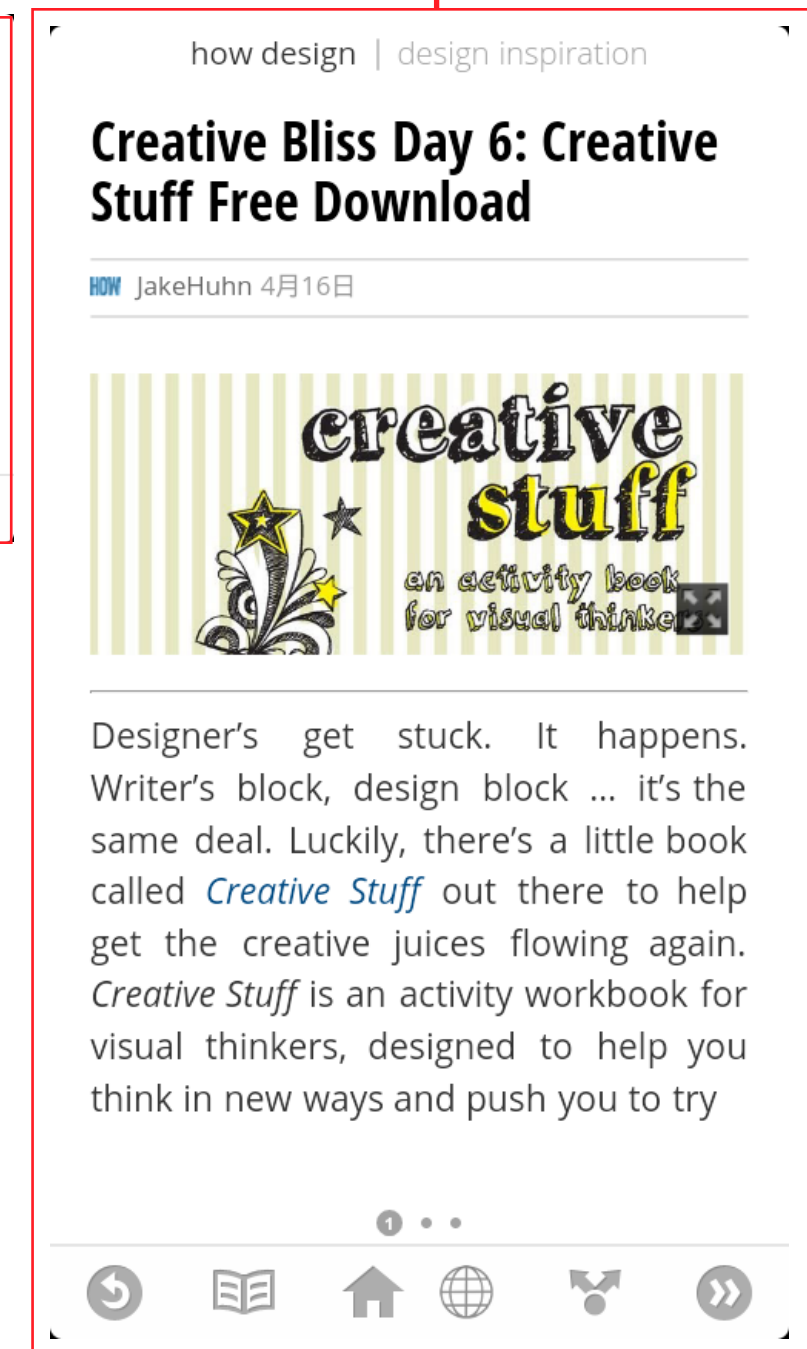 how design | design inspiration
Creative Bliss Day 6: Creative
Stuff Free Download
HOW JakeHuhn 4月16日
creative
stuff
an activity book
for visual thinkers
Designer’s get stuck. It happens.
Writer’s block, design block ... it’s the
same deal. Luckily, there’s a little book
called Creative Stuff out there to help
get the creative juices flowing again.
Creative Stuff is an activity workbook for
visual thinkers, designed to help you
think in new ways and push you to try
1